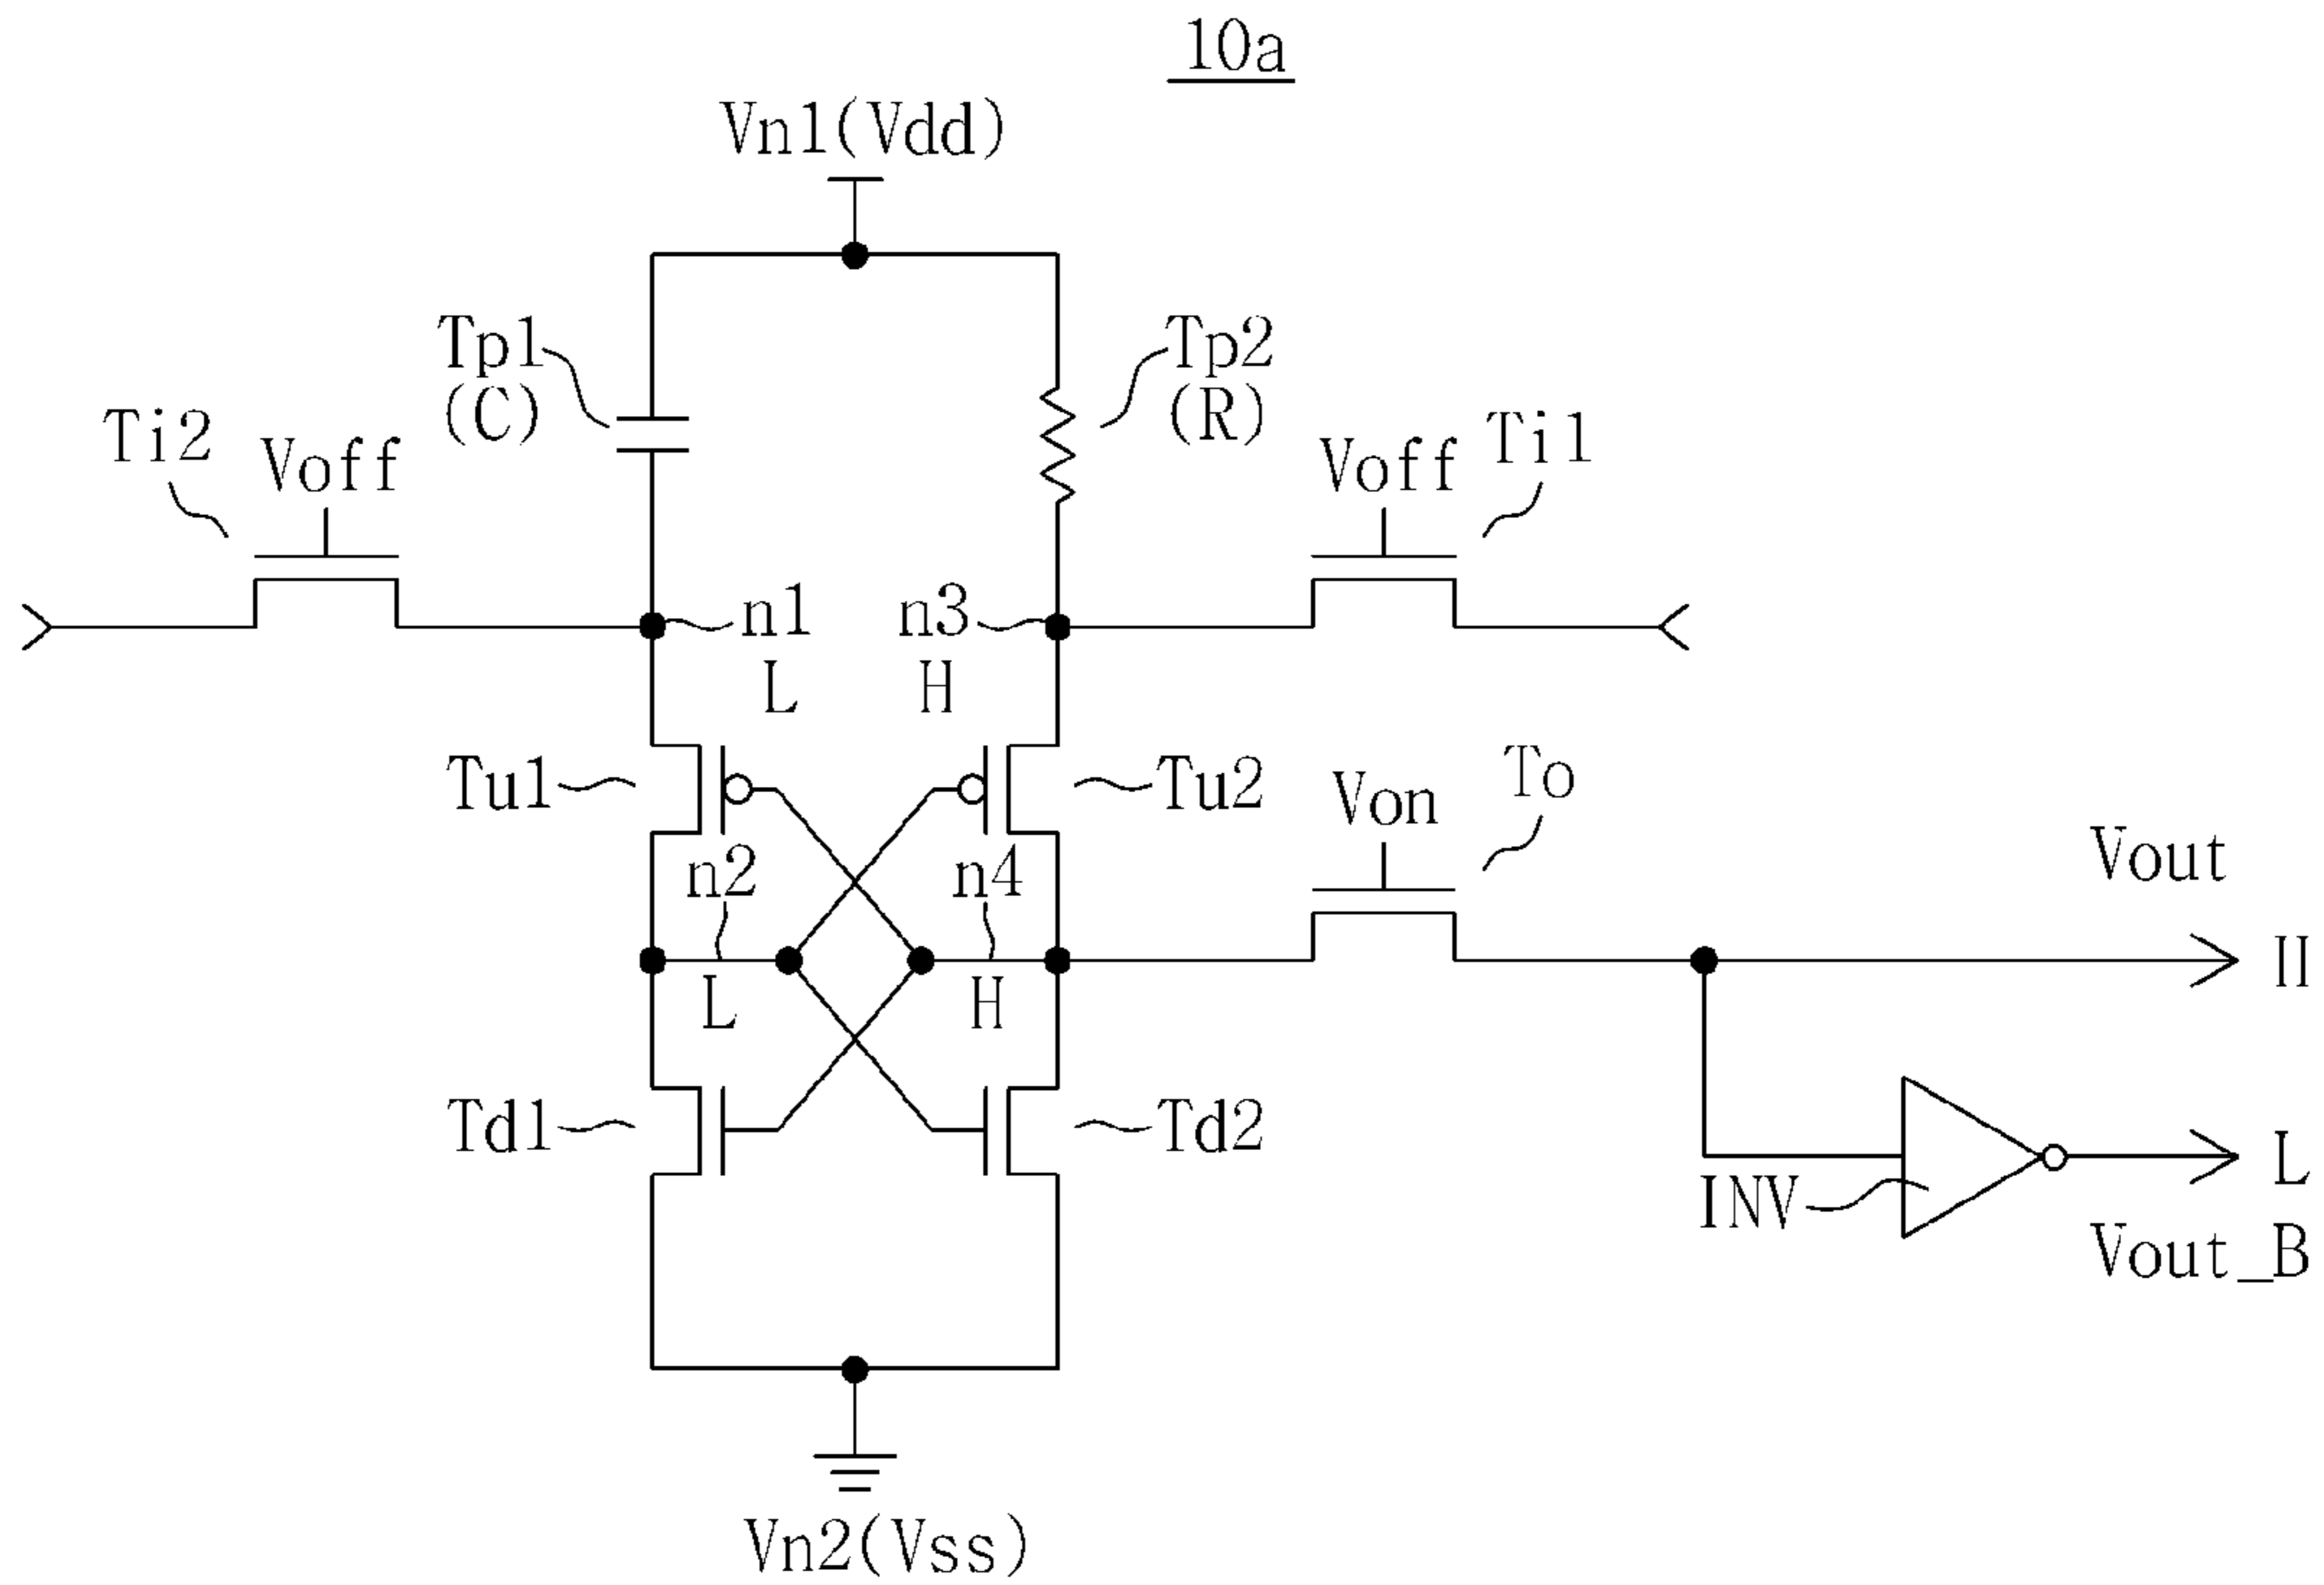 10a
Vn1(Vdd)
Tp1
(C)
Tp2
(R)
Ti2
Voff
Voff
Ti1
n1
n3
L
H
Tu1
Tu2
Von
To
Vout
n2
n4
H
L
H
Td1
Td2
INV
L
Vout_B
Vn2(Vss)